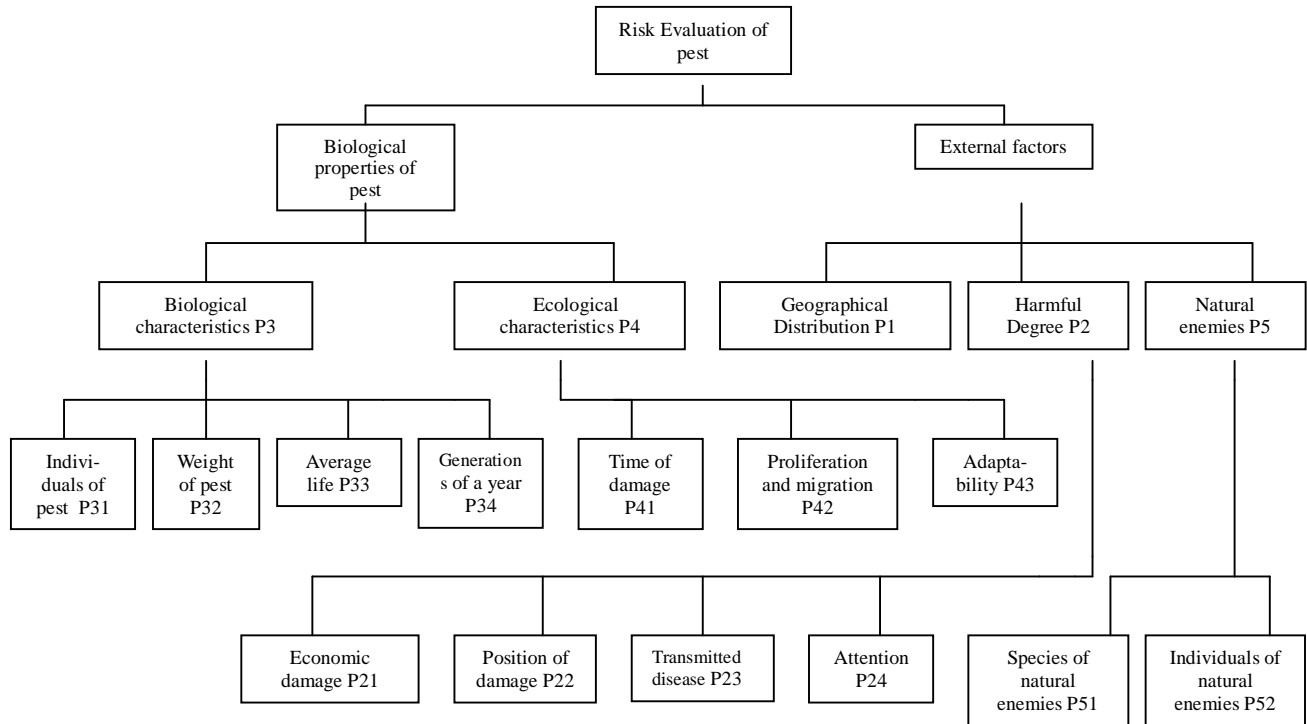 Risk Evaluation of
pest
Biological
properties of
pest
External factors
Biological
characteristics P3
Ecological
characteristics P4
Geographical
Distribution P1
Harmful
Degree P2
Natural
enemies P5
Indivi-
duals of
pest P31
Weight
of pest
P32
Average
life P33
Generation
s of a year
P34
Time of
damage
P41
Proliferation
and migration
P42
Adapta-
bility P43
Economic
damage P21
Position of
damage P22
Transmitted
disease P23
Attention
P24
Species of
natural
enemies P51
Individuals of
natural
enemies P52